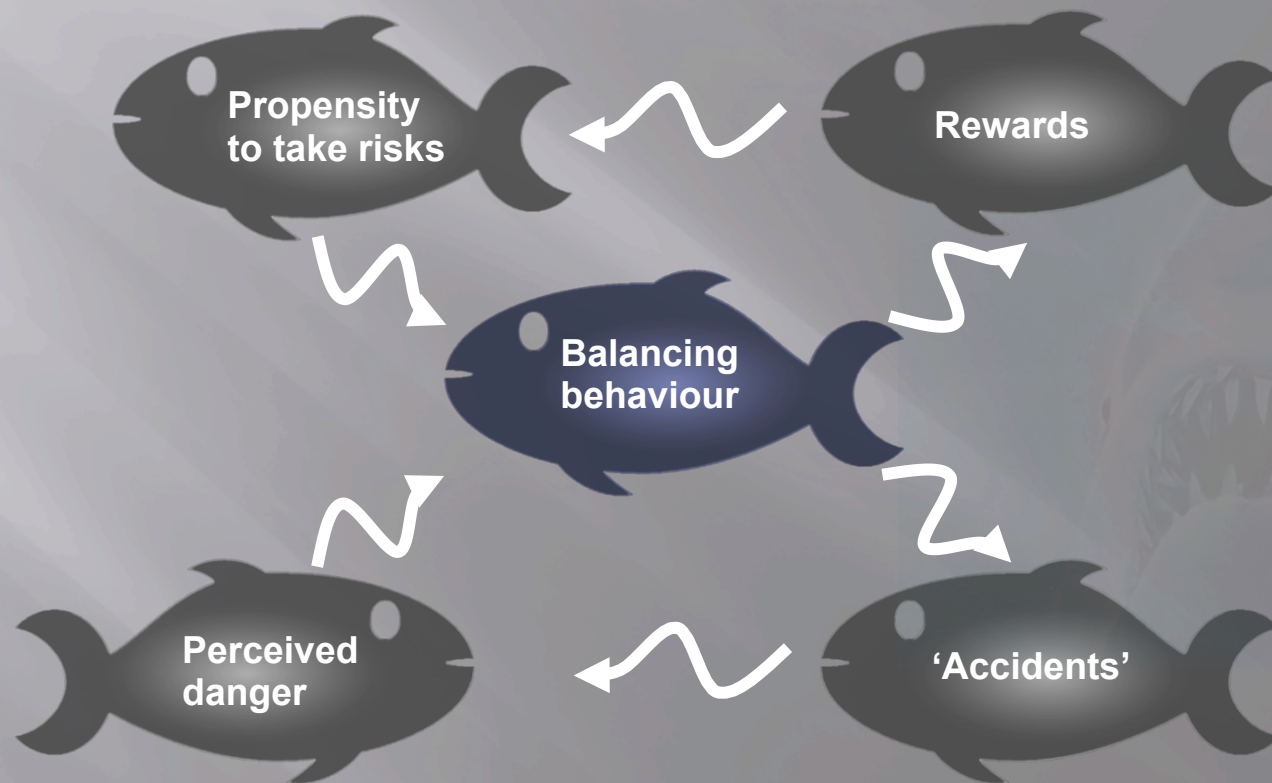 Propensity
to take risks
Rewards
Balancing
behaviour
Perceived
danger
‘Accidents’